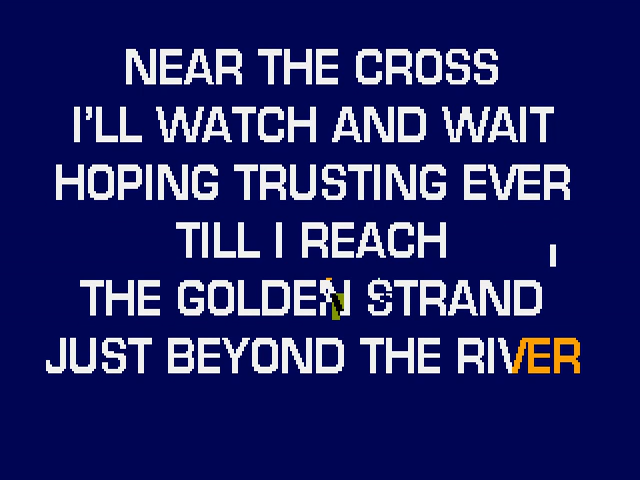 NEAR THE CROSS
I'LL WATCH AND WAIT
HOPING TRUSTING EVER
TILL I REACH
THE GOLDEN STRAND
JUST BEYOND THE RIVER